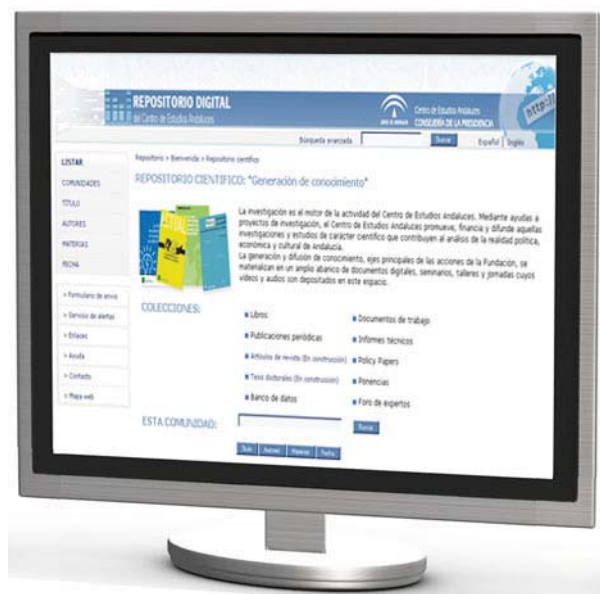 REPOSITORIO DIGITAL
del Centro de Estudios Andaluces
Centro de Estudios Andaluces
CONSEJERÍA DE LA PRESIDENCIA
http://
Búsqueda avanzada
Buscar
Español | Inglés
LISTAR
COMUNIDADES
TÍTULO
AUTORES
MATERIAS
FECHA
» Formulario de envio
» Servicio de alertas
» Enlaces
» Ayuda
» Contacto
» Mapa web
Repositorio > Bienvenida > Repositorio científico
REPOSITORIO CIENTIFICO: "Generación de conocimiento"
ACTUAL
La investigación es el motor de la actividad del Centro de Estudios Andaluces. Mediante ayudas a
proyectos de investigación, el Centro de Estudios Andaluces promueve, financia y difunde aquellas
investigaciones y estudios de carácter científico que contribuyen al análisis de la realidad política,
económica y cultural de Andalucía.
La generación y difusión de conocimiento, ejes principales de las acciones de la Fundación, se
materializan en un amplio abanico de documentos digitales, seminarios, talleres y jornadas cuyos
vídeos y audios son depositados en este espacio.
COLECCIONES:
Libros
Publicaciones periódicas
Artículos de revista (En construcción)
Tesis doctorales (En construcción)
Banco de datos
Documentos de trabajo
Informes técnicos
Policy Papers
Ponencias
Foro de expertos
ESTA COMUNIDAD:
Buscar
Título Autores Materias Fecha